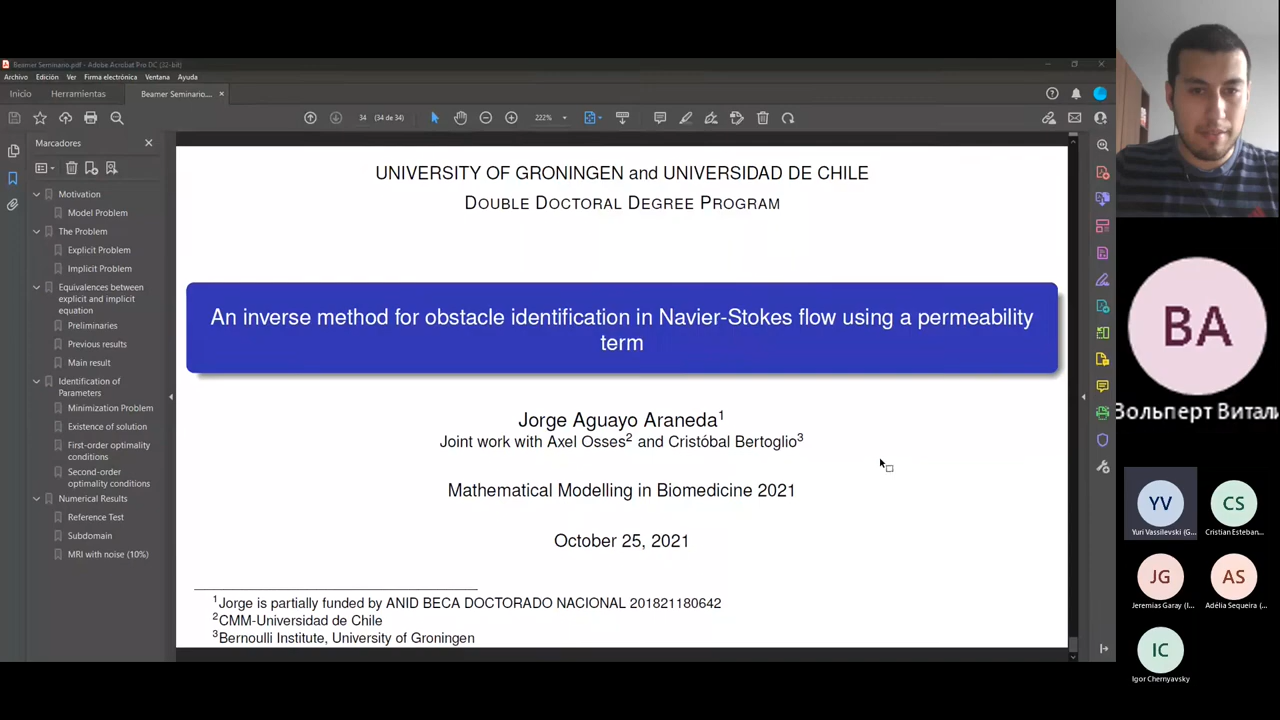 Beamer Seminario.pdf - Adobe Acrobat Pro DC (32-bit)
Archivo Edición Ver Firma electrónica Ventana Ayuda
Inicio Herramientas Beamer Seminario.... ×
34 (34 de 34) 222%
Marcadores
Motivation
Model Problem
The Problem
Explicit Problem
Implicit Problem
Equivalences between
explicit and implicit
equation
Preliminaries
Previous results
Main result
Identification of
Parameters
Minimization Problem
Existence of solution
First-order optimality
conditions
Second-order
optimality conditions
Numerical Results
Reference Test
Subdomain
MRI with noise (10%)
UNIVERSITY OF GRONINGEN and UNIVERSIDAD DE CHILE
DOUBLE DOCTORAL DEGREE PROGRAM
An inverse method for obstacle identification in Navier-Stokes flow using a permeability
term
Jorge Aguayo Araneda¹
Joint work with Axel Osses² and Cristóbal Bertoglio³
Mathematical Modelling in Biomedicine 2021
October 25, 2021
¹Jorge is partially funded by ANID BECA DOCTORADO NACIONAL 201821180642
²CMM-Universidad de Chile
³Bernoulli Institute, University of Groningen
BA
Вольперт Витали
YV
Yuri Vassilevski (G...
CS
Cristian Esteban...
JG
Jeremias Garay (I...
AS
Adélia Sequeira (...
IC
Igor Chernyavsky